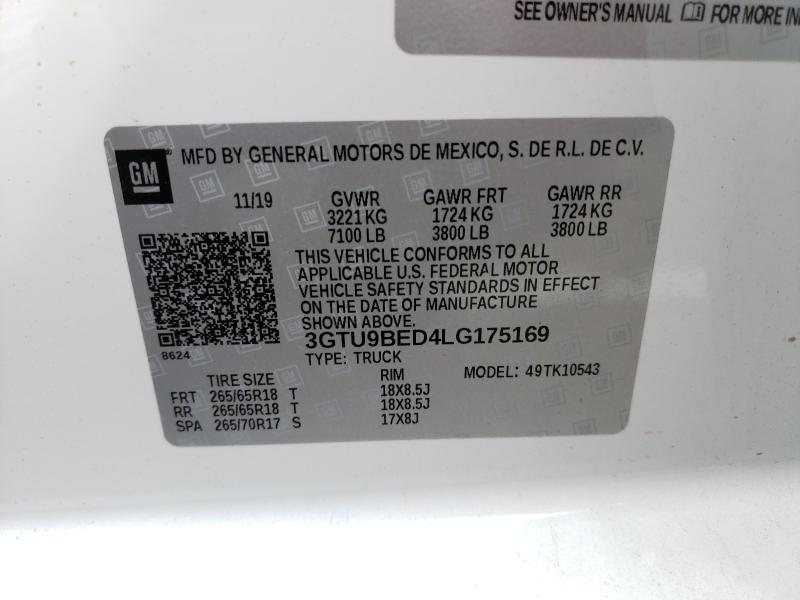 SEE OWNER'S MANUAL FOR MORE
GM
MFD BY GENERAL MOTORS DE MEXICO, S. DE R.L. DE C.V.
11/19 GVWR GAWR FRT GAWR RR
3221 KG 1724 KG 1724 KG
7100 LB 3800 LB 3800 LB
THIS VEHICLE CONFORMS TO ALL
APPLICABLE U.S. FEDERAL MOTOR
VEHICLE SAFETY STANDARDS IN EFFECT
ON THE DATE OF MANUFACTURE
SHOWN ABOVE.
3GTU9BED4LG175169
8624
TYPE: TRUCK
MODEL: 49TK10543
TIRE SIZE RIM
FRT 265/65R18 T 18X8.5J
RR 265/65R18 T 18X8.5J
SPA 265/70R17 S 17X8J